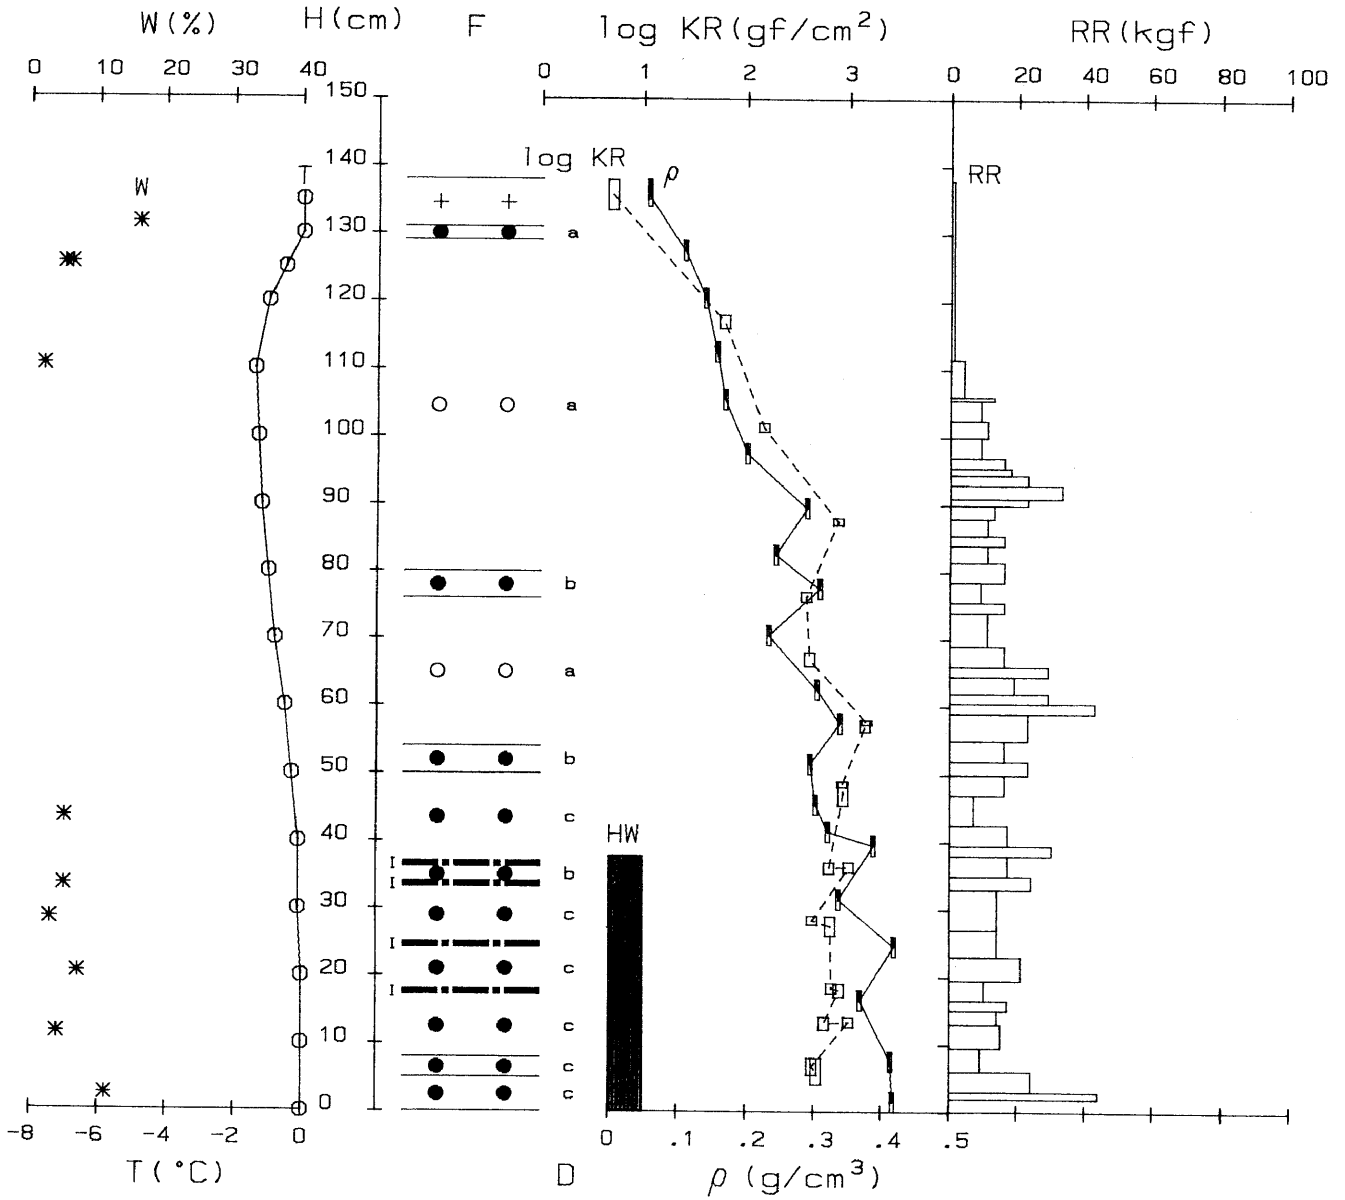 W(%) H(cm) F log KR(gf/cm²) RR(kgf)
0 10 20 30 40 0 1 2 3 0 20 40 60 80 100
150
140
log KR
ρ
T
RR
W
130
a
120
110
a
100
90
80
b
70
a
60
b
50
c
HW
40
I
b
I
30
c
I
20
c
I
c
10
c
c
0
-8 -6 -4 -2 0 0 .1 .2 .3 .4 .5
T(°C) D ρ (g/cm³)